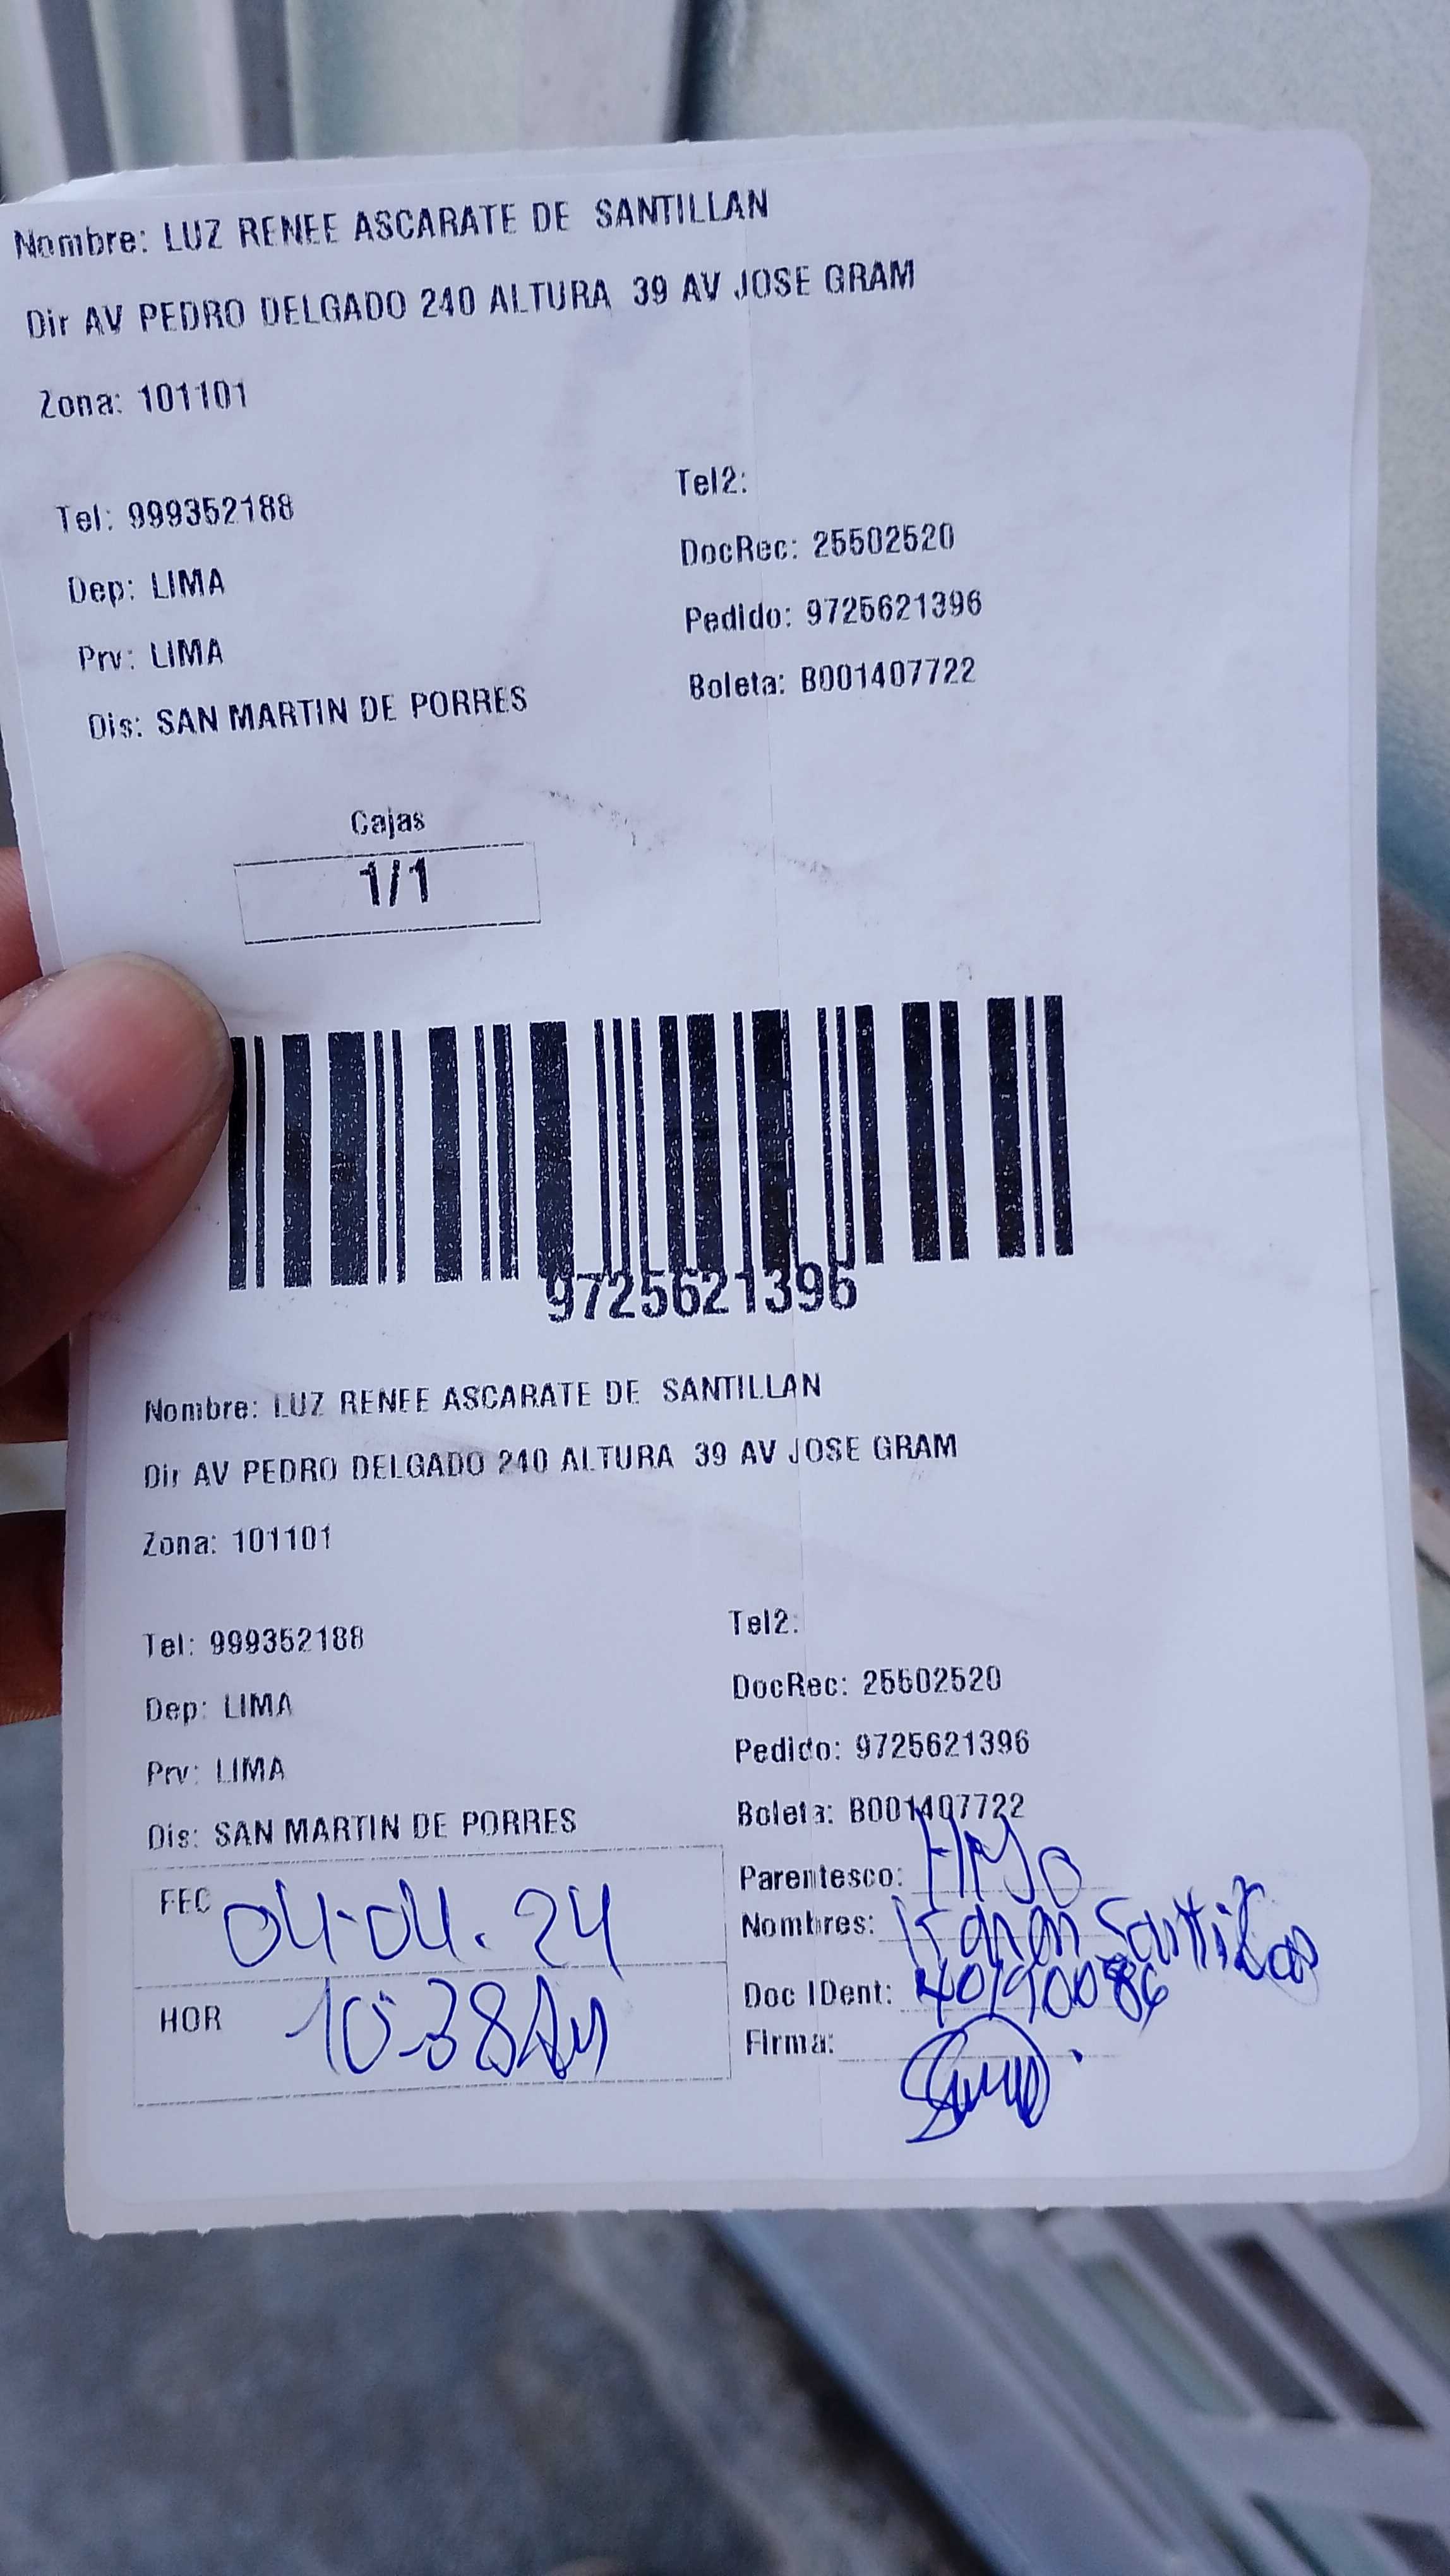 Nombre: LUZ RENEE ASCARATE DE SANTILLAN
Dir AV PEDRO DELGADO 240 ALTURA 39 AV JOSE GRAM
Zona: 101101
Tel: 999352188
Tel2:
DocRec: 25502520
Dep: LIMA
Pedido: 9725621396
Prv: LIMA
Boleta: B001407722
Dis: SAN MARTIN DE PORRES
Cajas
1/1
9725621396
Nombre: LUZ RENEE ASCARATE DE SANTILLAN
Dir AV PEDRO DELGADO 240 ALTURA 39 AV JOSE GRAM
Zona: 101101
Tel: 999352188
Tel2:
DocRec: 25502520
Dep: LIMA
Pedido: 9725621396
Prv: LIMA
Boleta: B001407722
Dis: SAN MARTIN DE PORRES
Parentesco: HIJO
FEC 04.04.24
Nombres:
Doc IDent:
HOR 10:38 Am
Firma: